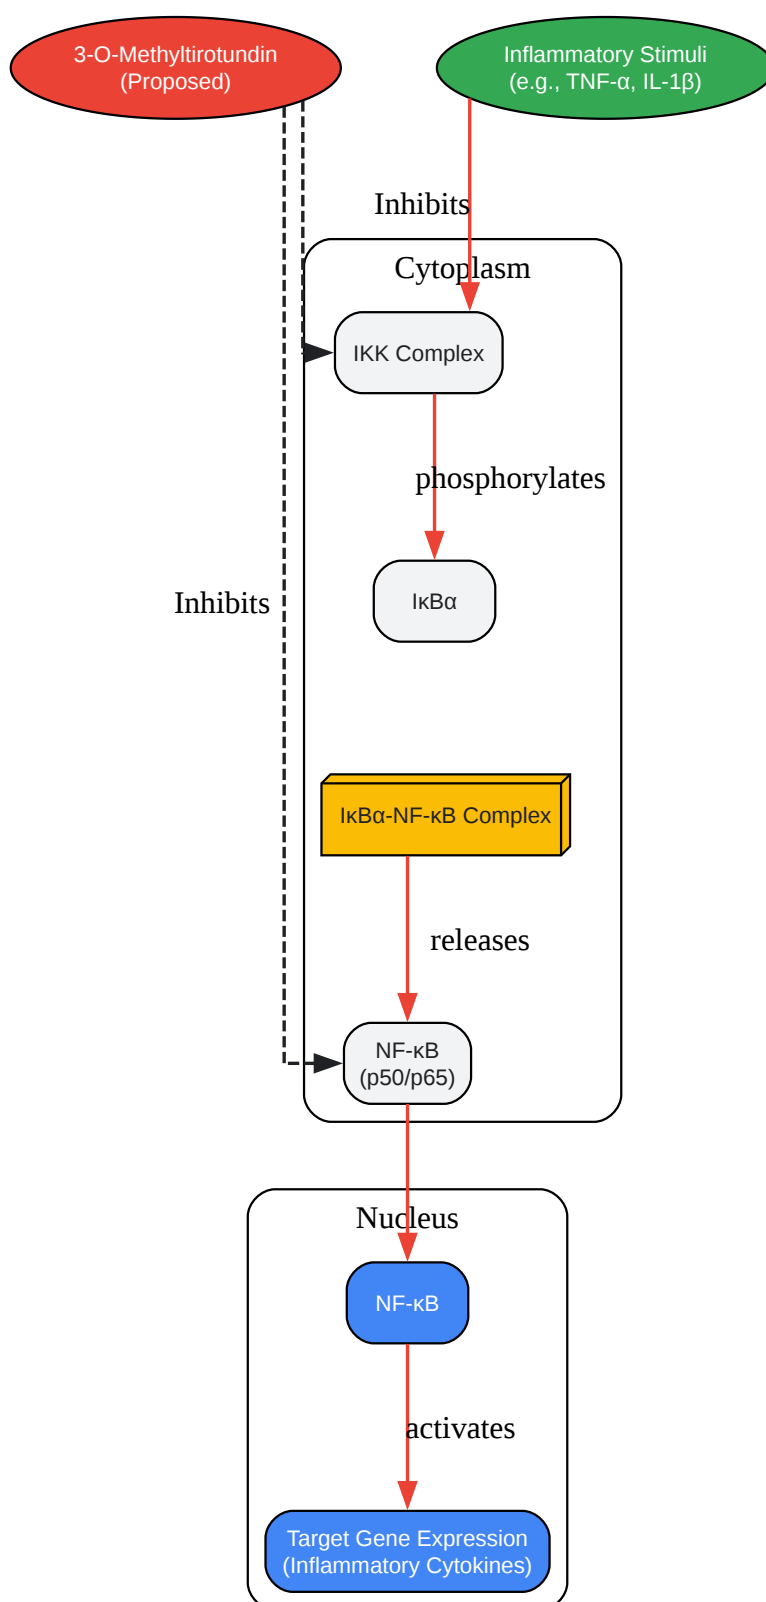 3-O-Methyltirotundin
(Proposed)
Inflammatory Stimuli
(e.g., TNF-α, IL-1β)
Inhibits
Cytoplasm
IKK Complex
phosphorylates
Inhibits
IκBα
IκBα-NF-κB Complex
releases
NF-κB
(p50/p65)
Nucleus
NF-κB
activates
Target Gene Expression
(Inflammatory Cytokines)